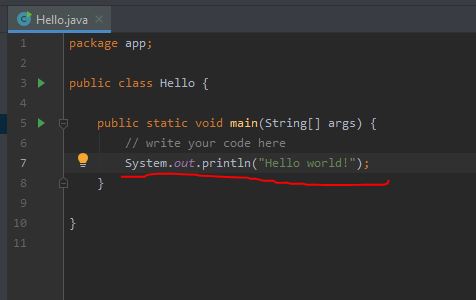 Hello.java
1 package app;
2
3 public class Hello {
4
5 public static void main(String[] args) {
6 // write your code here
7 System.out.println("Hello world!");
8 }
9
10 }
11